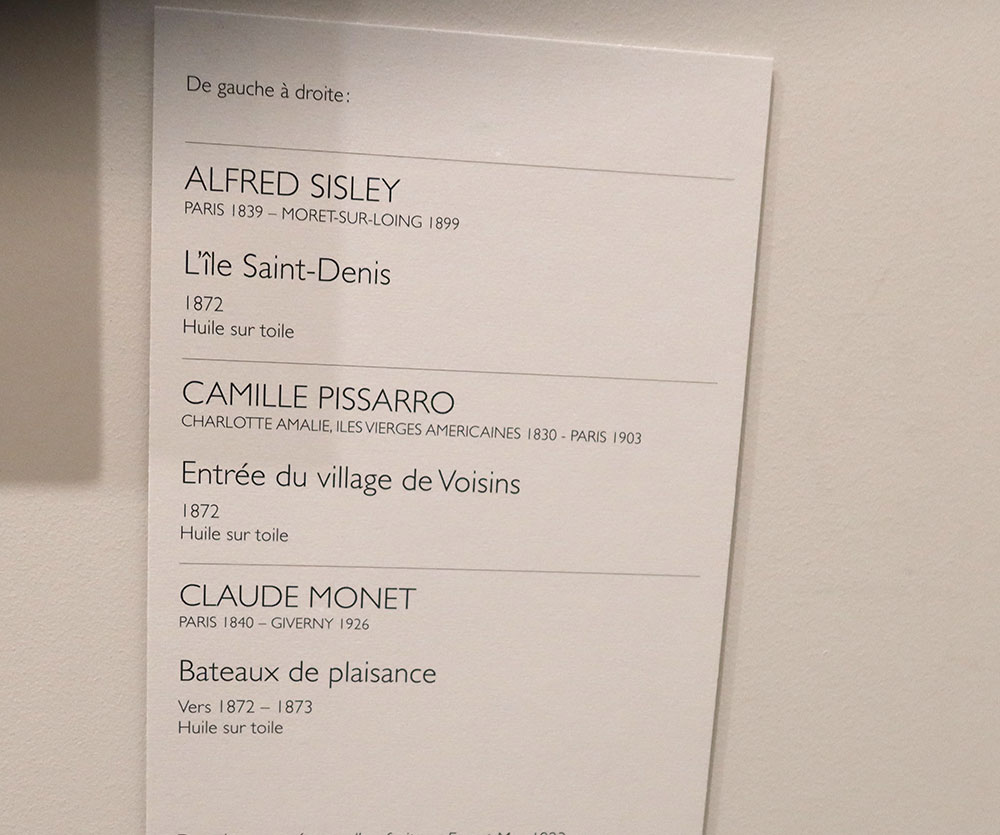 De gauche à droite :
ALFRED SISLEY
PARIS 1839 – MORET-SUR-LOING 1899
L'île Saint-Denis
1872
Huile sur toile
CAMILLE PISSARRO
CHARLOTTE AMALIE, ILES VIERGES AMERICAINES 1830 - PARIS 1903
Entrée du village de Voisins
1872
Huile sur toile
CLAUDE MONET
PARIS 1840 – GIVERNY 1926
Bateaux de plaisance
Vers 1872 – 1873
Huile sur toile